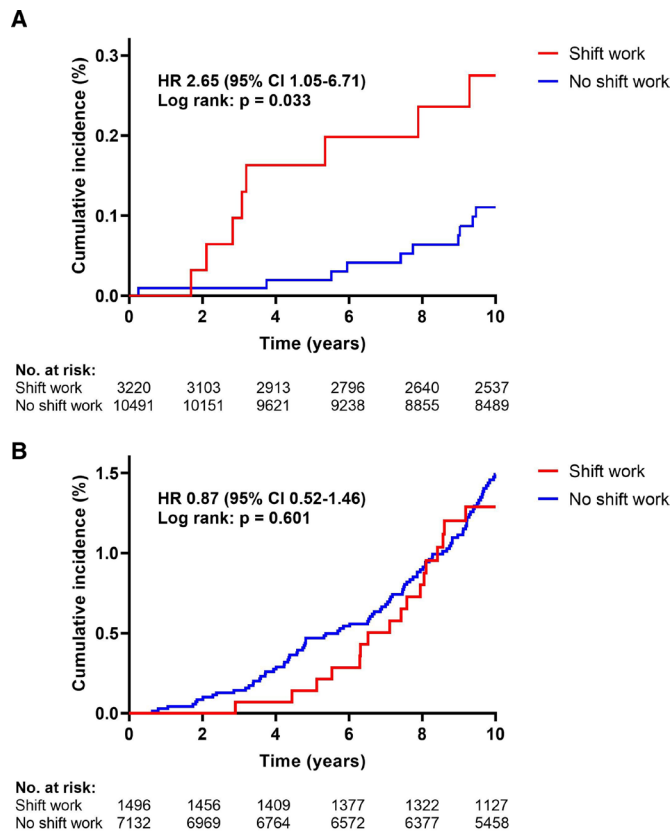 A
Cumulative incidence (%)
0.3
0.2
0.1
0.0
HR 2.65 (95% CI 1.05-6.71)
Log rank: p = 0.033
Shift work
No shift work
0 2 4 6 8 10
Time (years)
No. at risk:
Shift work 3220 3103 2913 2796 2640 2537
No shift work 10491 10151 9621 9238 8855 8489
B
Cumulative incidence (%)
1.5
1.0
0.5
0.0
HR 0.87 (95% CI 0.52-1.46)
Log rank: p = 0.601
Shift work
No shift work
0 2 4 6 8 10
Time (years)
No. at risk:
Shift work 1496 1456 1409 1377 1322 1127
No shift work 7132 6969 6764 6572 6377 5458